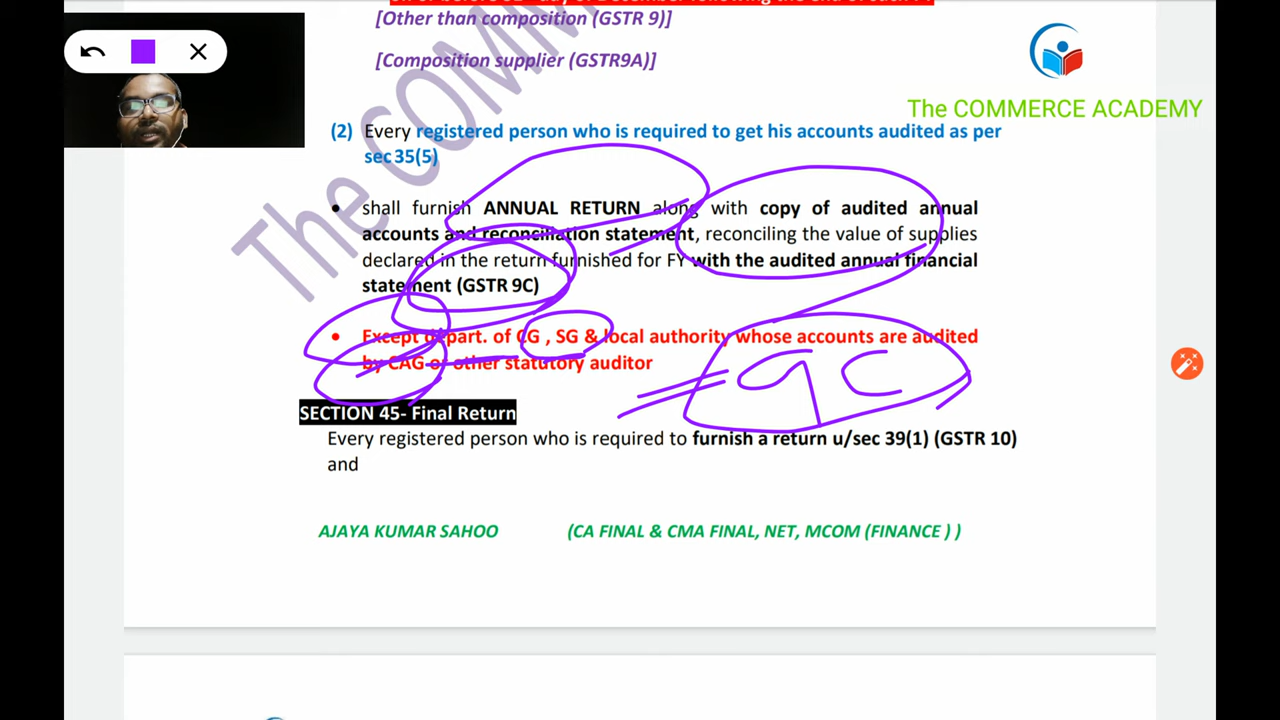 [Other than composition (GSTR 9)]
[Composition supplier (GSTR9A)]
The COMMERCE ACADEMY
The COMM
(2) Every registered person who is required to get his accounts audited as per
sec 35(5)
• shall furnish ANNUAL RETURN along with copy of audited annual
accounts and reconciliation statement, reconciling the value of supplies
declared in the return furnished for FY with the audited annual financial
statement (GSTR 9C)
• Except depart. of CG , SG & local authority whose accounts are audited
by CAG or other statutory auditor
9C
SECTION 45- Final Return
Every registered person who is required to furnish a return u/sec 39(1) (GSTR 10)
and
AJAYA KUMAR SAHOO (CA FINAL & CMA FINAL, NET, MCOM (FINANCE ) )